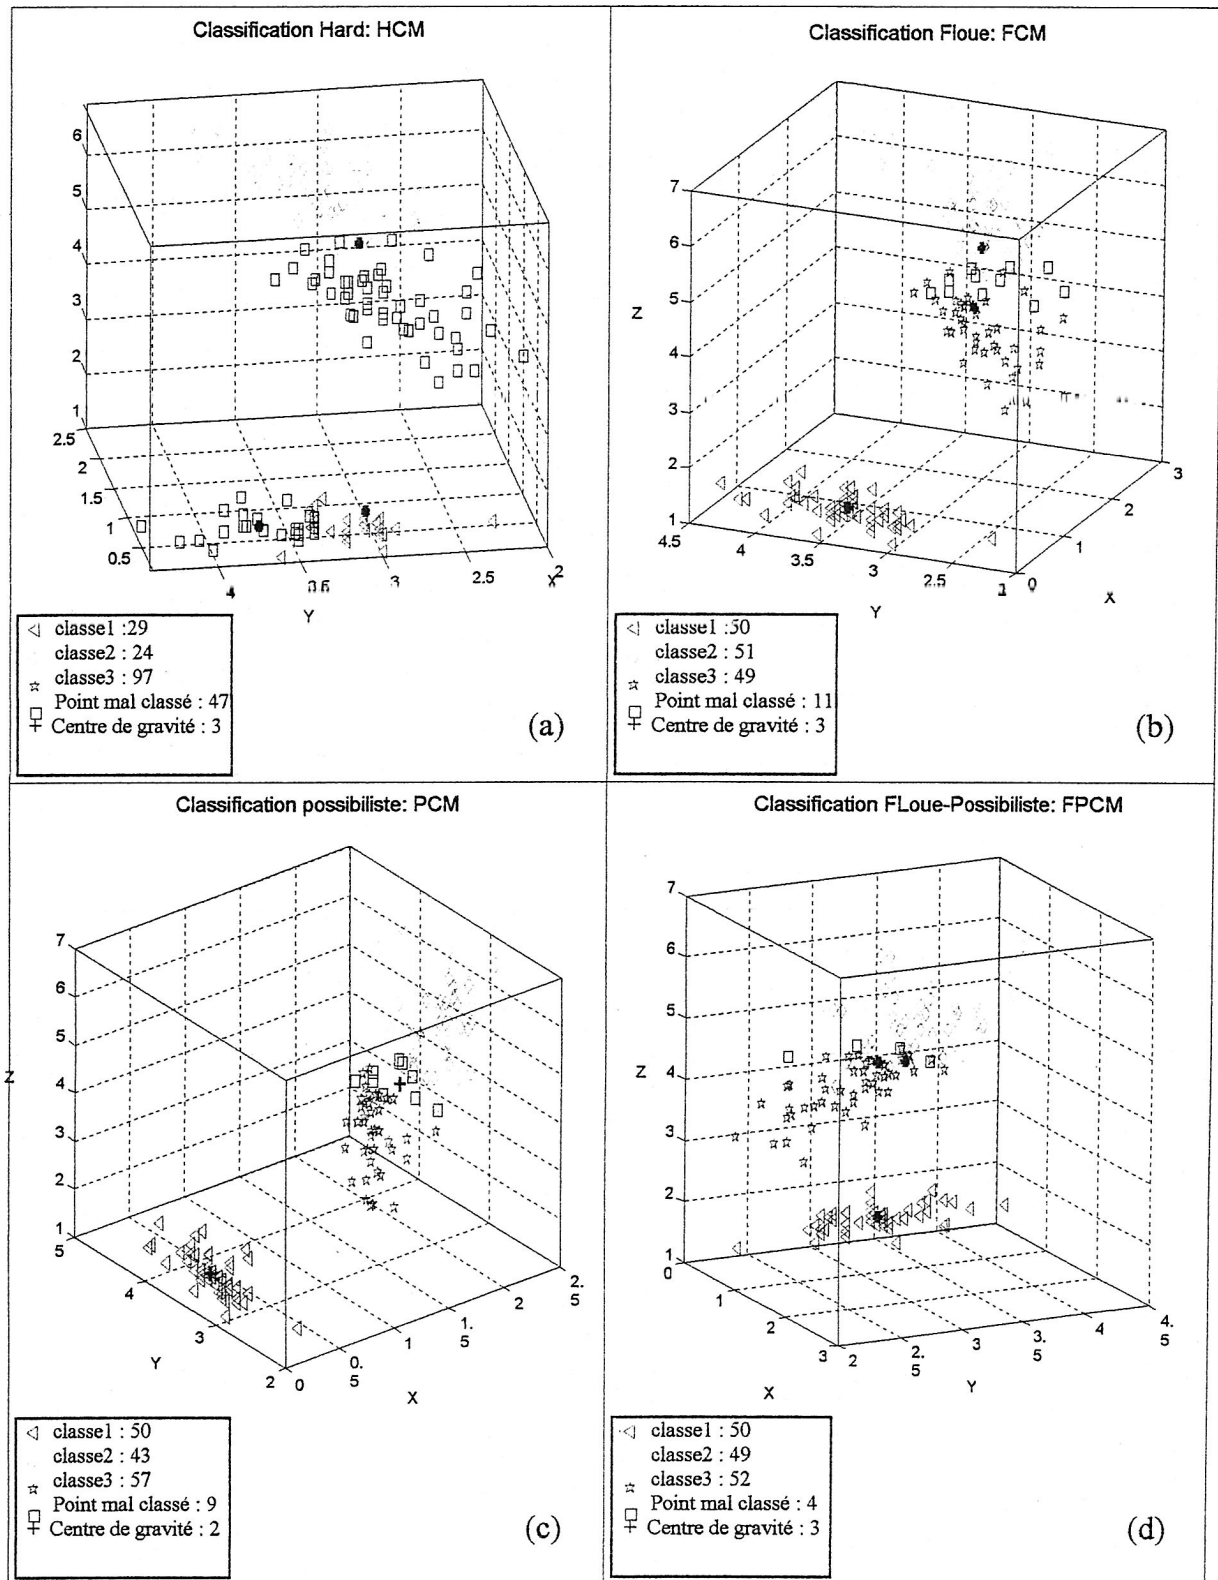 Classification Hard: HCM
6
5
4
3
2
1
2.5
2
1.5
1
0.5
4
3
2.5
2
X
Y
classe1 :29
classe2 : 24
classe3 : 97
Point mal classé : 47
Centre de gravité : 3
(a)
Classification Floue: FCM
7
6
5
4
3
2
1
Z
4.5
4
3.5
3
2.5
0
1
2
3
Y
X
classe1 :50
classe2 : 51
classe3 : 49
Point mal classé : 11
Centre de gravité : 3
(b)
Classification possibiliste: PCM
7
6
5
4
3
2
1
Z
5
4
3
2
0
0.
5
1
1.
5
2
2.
5
Y
X
classe1 : 50
classe2 : 43
classe3 : 57
Point mal classé : 9
Centre de gravité : 2
(c)
Classification FLoue-Possibiliste: FPCM
7
6
5
4
3
2
1
Z
0
1
2
3
2
2.
5
3
3.
5
4
4.
5
X
Y
classe1 : 50
classe2 : 49
classe3 : 52
Point mal classé : 4
Centre de gravité : 3
(d)